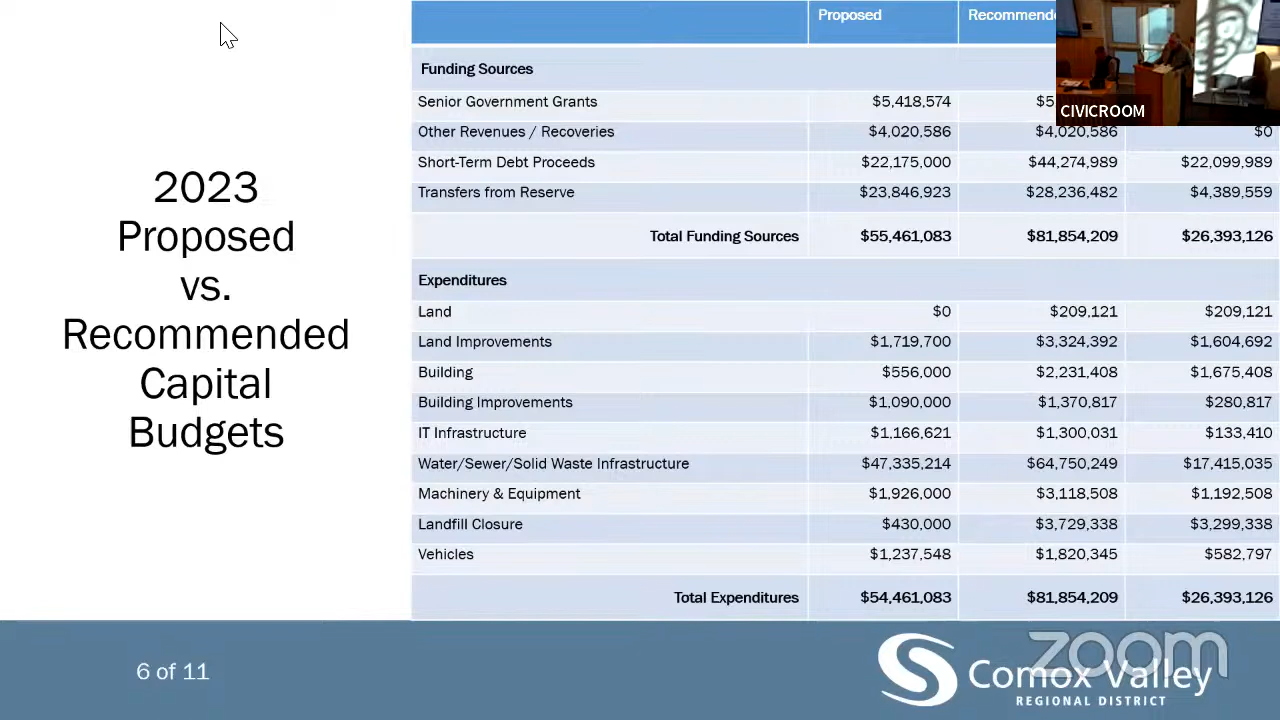 Proposed Recommende
CIVICROOM
2023
Proposed
vs.
Recommended
Capital
Budgets
Funding Sources
Senior Government Grants $5,418,574 $5
Other Revenues / Recoveries $4,020,586 $4,020,586 $0
Short-Term Debt Proceeds $22,175,000 $44,274,989 $22,099,989
Transfers from Reserve $23,846,923 $28,236,482 $4,389,559
Total Funding Sources $55,461,083 $81,854,209 $26,393,126
Expenditures
Land $0 $209,121 $209,121
Land Improvements $1,719,700 $3,324,392 $1,604,692
Building $556,000 $2,231,408 $1,675,408
Building Improvements $1,090,000 $1,370,817 $280,817
IT Infrastructure $1,166,621 $1,300,031 $133,410
Water/Sewer/Solid Waste Infrastructure $47,335,214 $64,750,249 $17,415,035
Machinery & Equipment $1,926,000 $3,118,508 $1,192,508
Landfill Closure $430,000 $3,729,338 $3,299,338
Vehicles $1,237,548 $1,820,345 $582,797
Total Expenditures $54,461,083 $81,854,209 $26,393,126
6 of 11
zoom
Comox Valley
REGIONAL DISTRICT